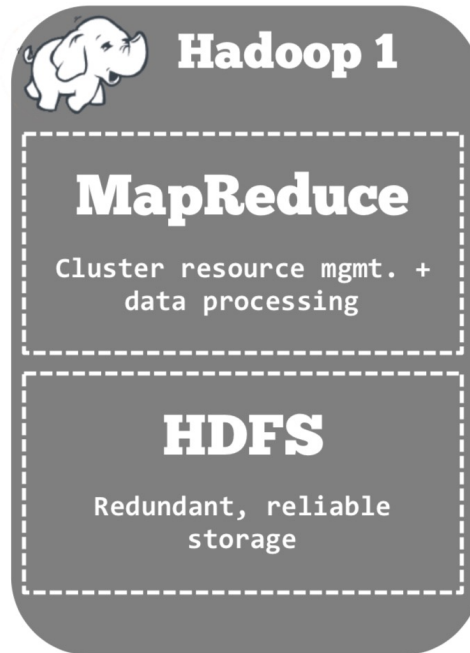 Hadoop 1
MapReduce
Cluster resource mgmt. +
data processing
HDFS
Redundant, reliable
storage